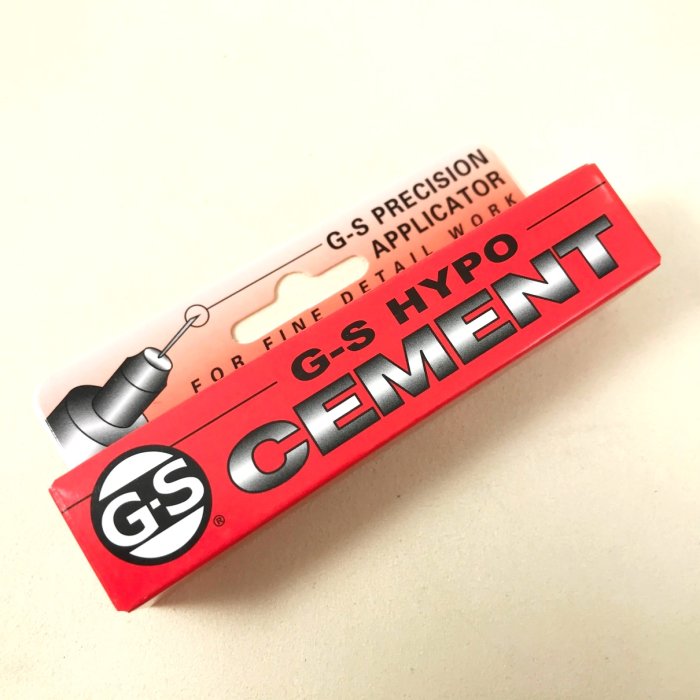 G-S PRECISION
APPLICATOR
FOR FINE DETAIL WORK
G-S HYPO
CEMENT
G-S
®